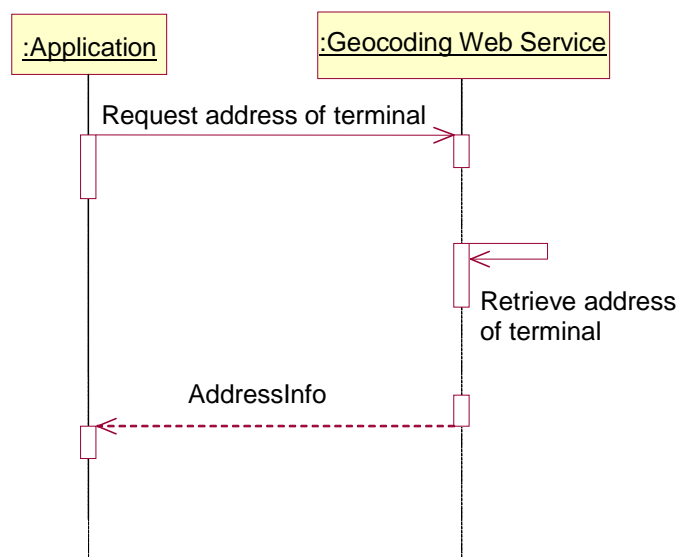 :Application
:Geocoding Web Service
Request address of terminal
Retrieve address
of terminal
AddressInfo